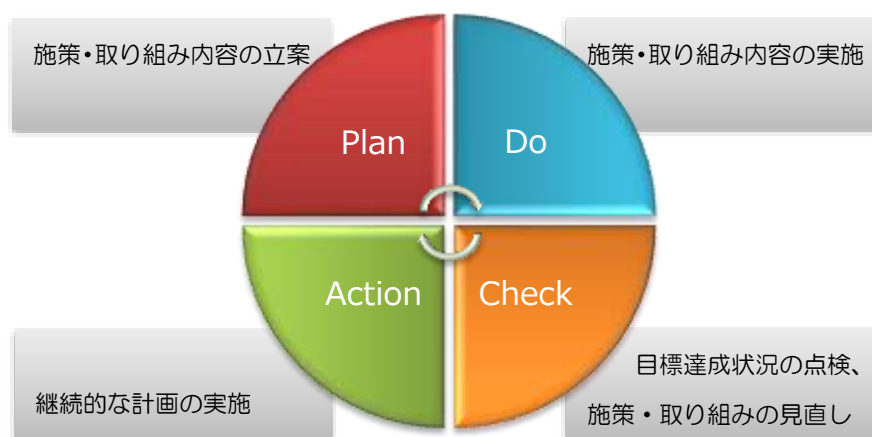 施策・取り組み内容の立案
施策・取り組み内容の実施
Plan
Do
Action
Check
継続的な計画の実施
目標達成状況の点検、
施策・取り組みの見直し